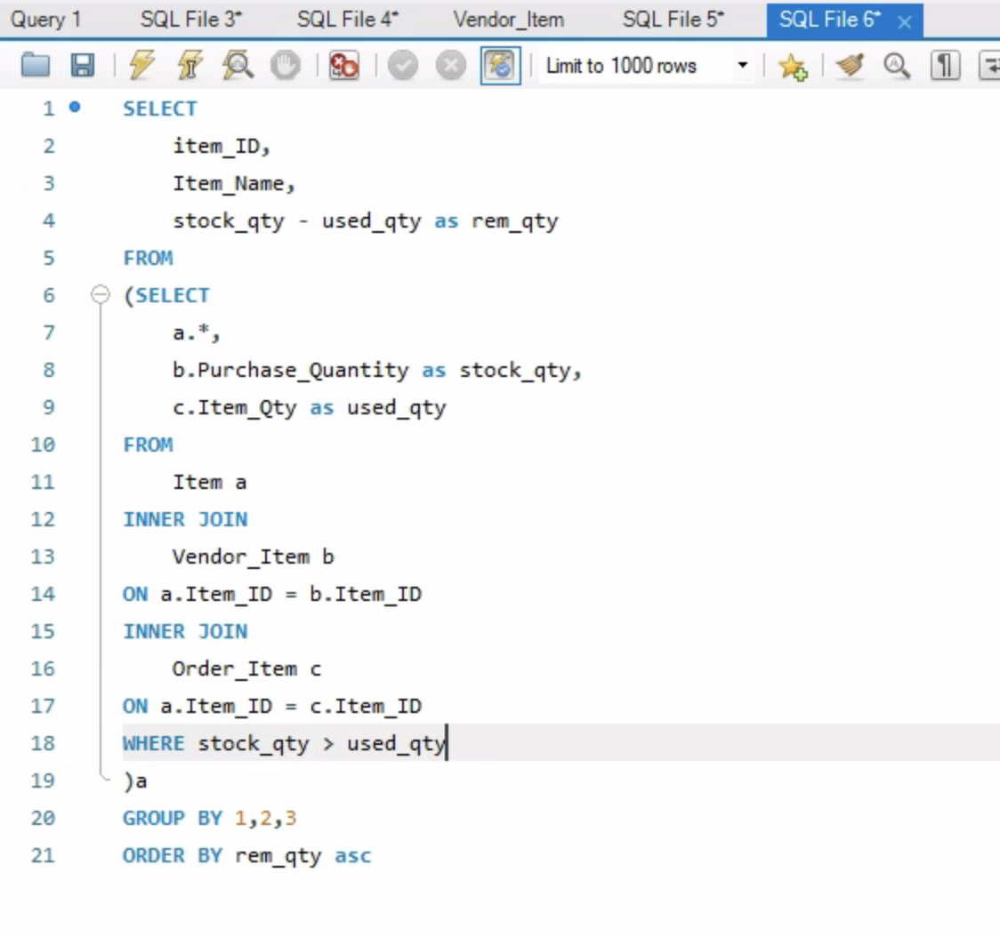 Query 1 SQL File 3* SQL File 4* Vendor_Item SQL File 5* SQL File 6*
Limit to 1000 rows
1 SELECT
2 item_ID,
3 Item_Name,
4 stock_qty - used_qty as rem_qty
5 FROM
6 (SELECT
7 a.*,
8 b.Purchase_Quantity as stock_qty,
9 c.Item_Qty as used_qty
10 FROM
11 Item a
12 INNER JOIN
13 Vendor_Item b
14 ON a.Item_ID = b.Item_ID
15 INNER JOIN
16 Order_Item c
17 ON a.Item_ID = c.Item_ID
18 WHERE stock_qty > used_qty
19 )a
20 GROUP BY 1,2,3
21 ORDER BY rem_qty asc